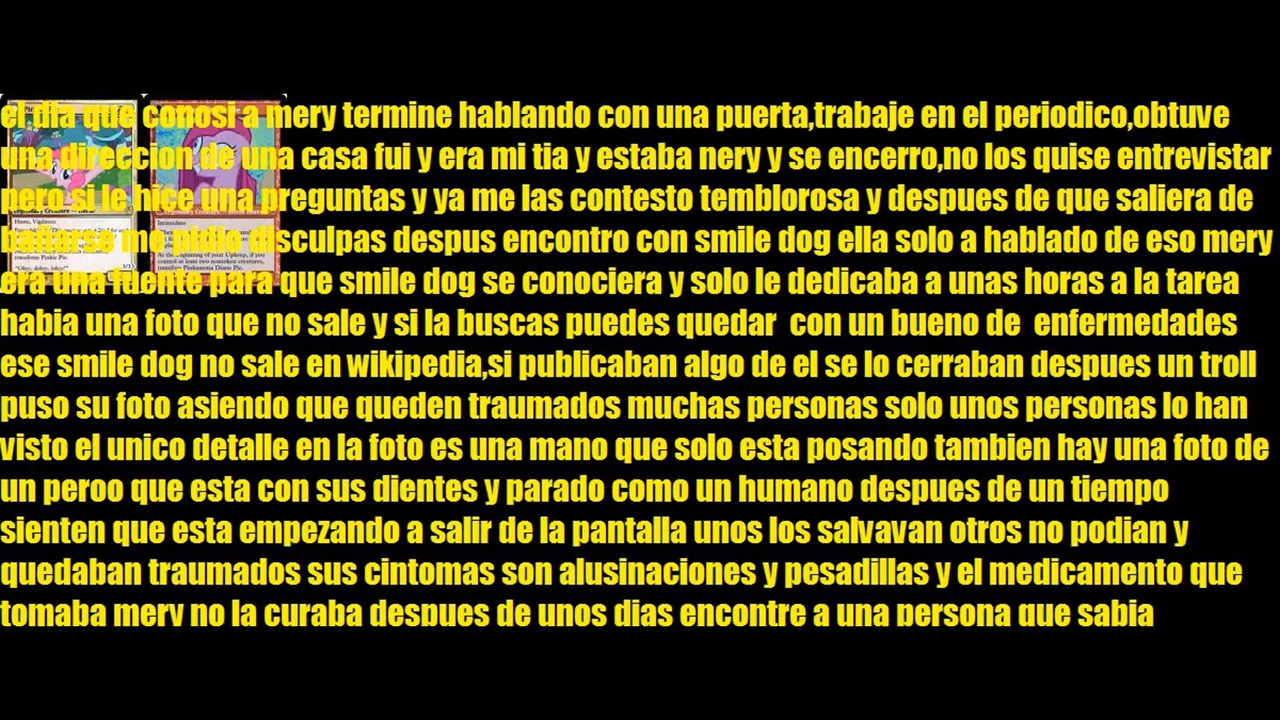 el dia que conosi a mery termine hablando con una puerta,trabaje en el periodico,obtuve
una direccion de una casa fui y era mi tia y estaba nery y se encerro,no los quise entrevistar
pero si le hice una preguntas y ya me las contesto temblorosa y despues de que saliera de
bañarse me pidio disculpas despus encontro con smile dog ella solo a hablado de eso mery
era una fuente para que smile dog se conociera y solo le dedicaba a unas horas a la tarea
habia una foto que no sale y si la buscas puedes quedar con un bueno de enfermedades
ese smile dog no sale en wikipedia,si publicaban algo de el se lo cerraban despues un troll
puso su foto asiendo que queden traumados muchas personas solo unos personas lo han
visto el unico detalle en la foto es una mano que solo esta posando tambien hay una foto de
un peroo que esta con sus dientes y parado como un humano despues de un tiempo
sienten que esta empezando a salir de la pantalla unos los salvavan otros no podian y
quedaban traumados sus cintomas son alusinaciones y pesadillas y el medicamento que
tomaba mery no la curaba despues de unos dias encontre a una persona que sabia